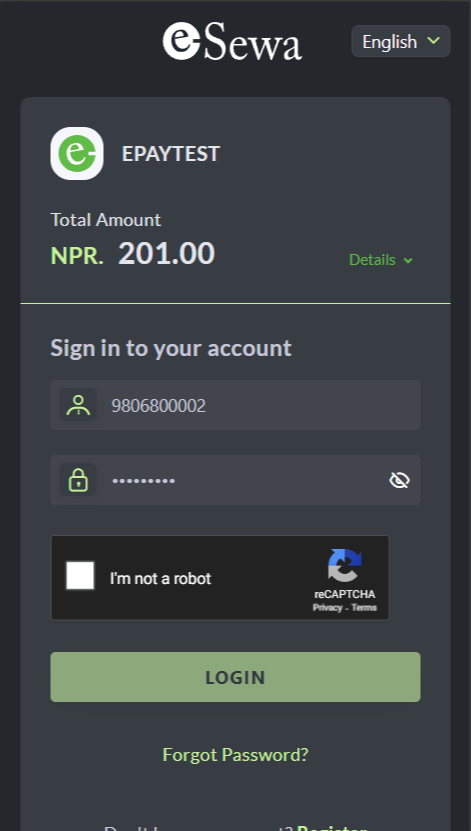 eSewa
English
e
EPAYTEST
Total Amount
NPR. 201.00
Details
Sign in to your account
9806800002
•••••••••
I'm not a robot
reCAPTCHA
Privacy - Terms
LOGIN
Forgot Password?
Register